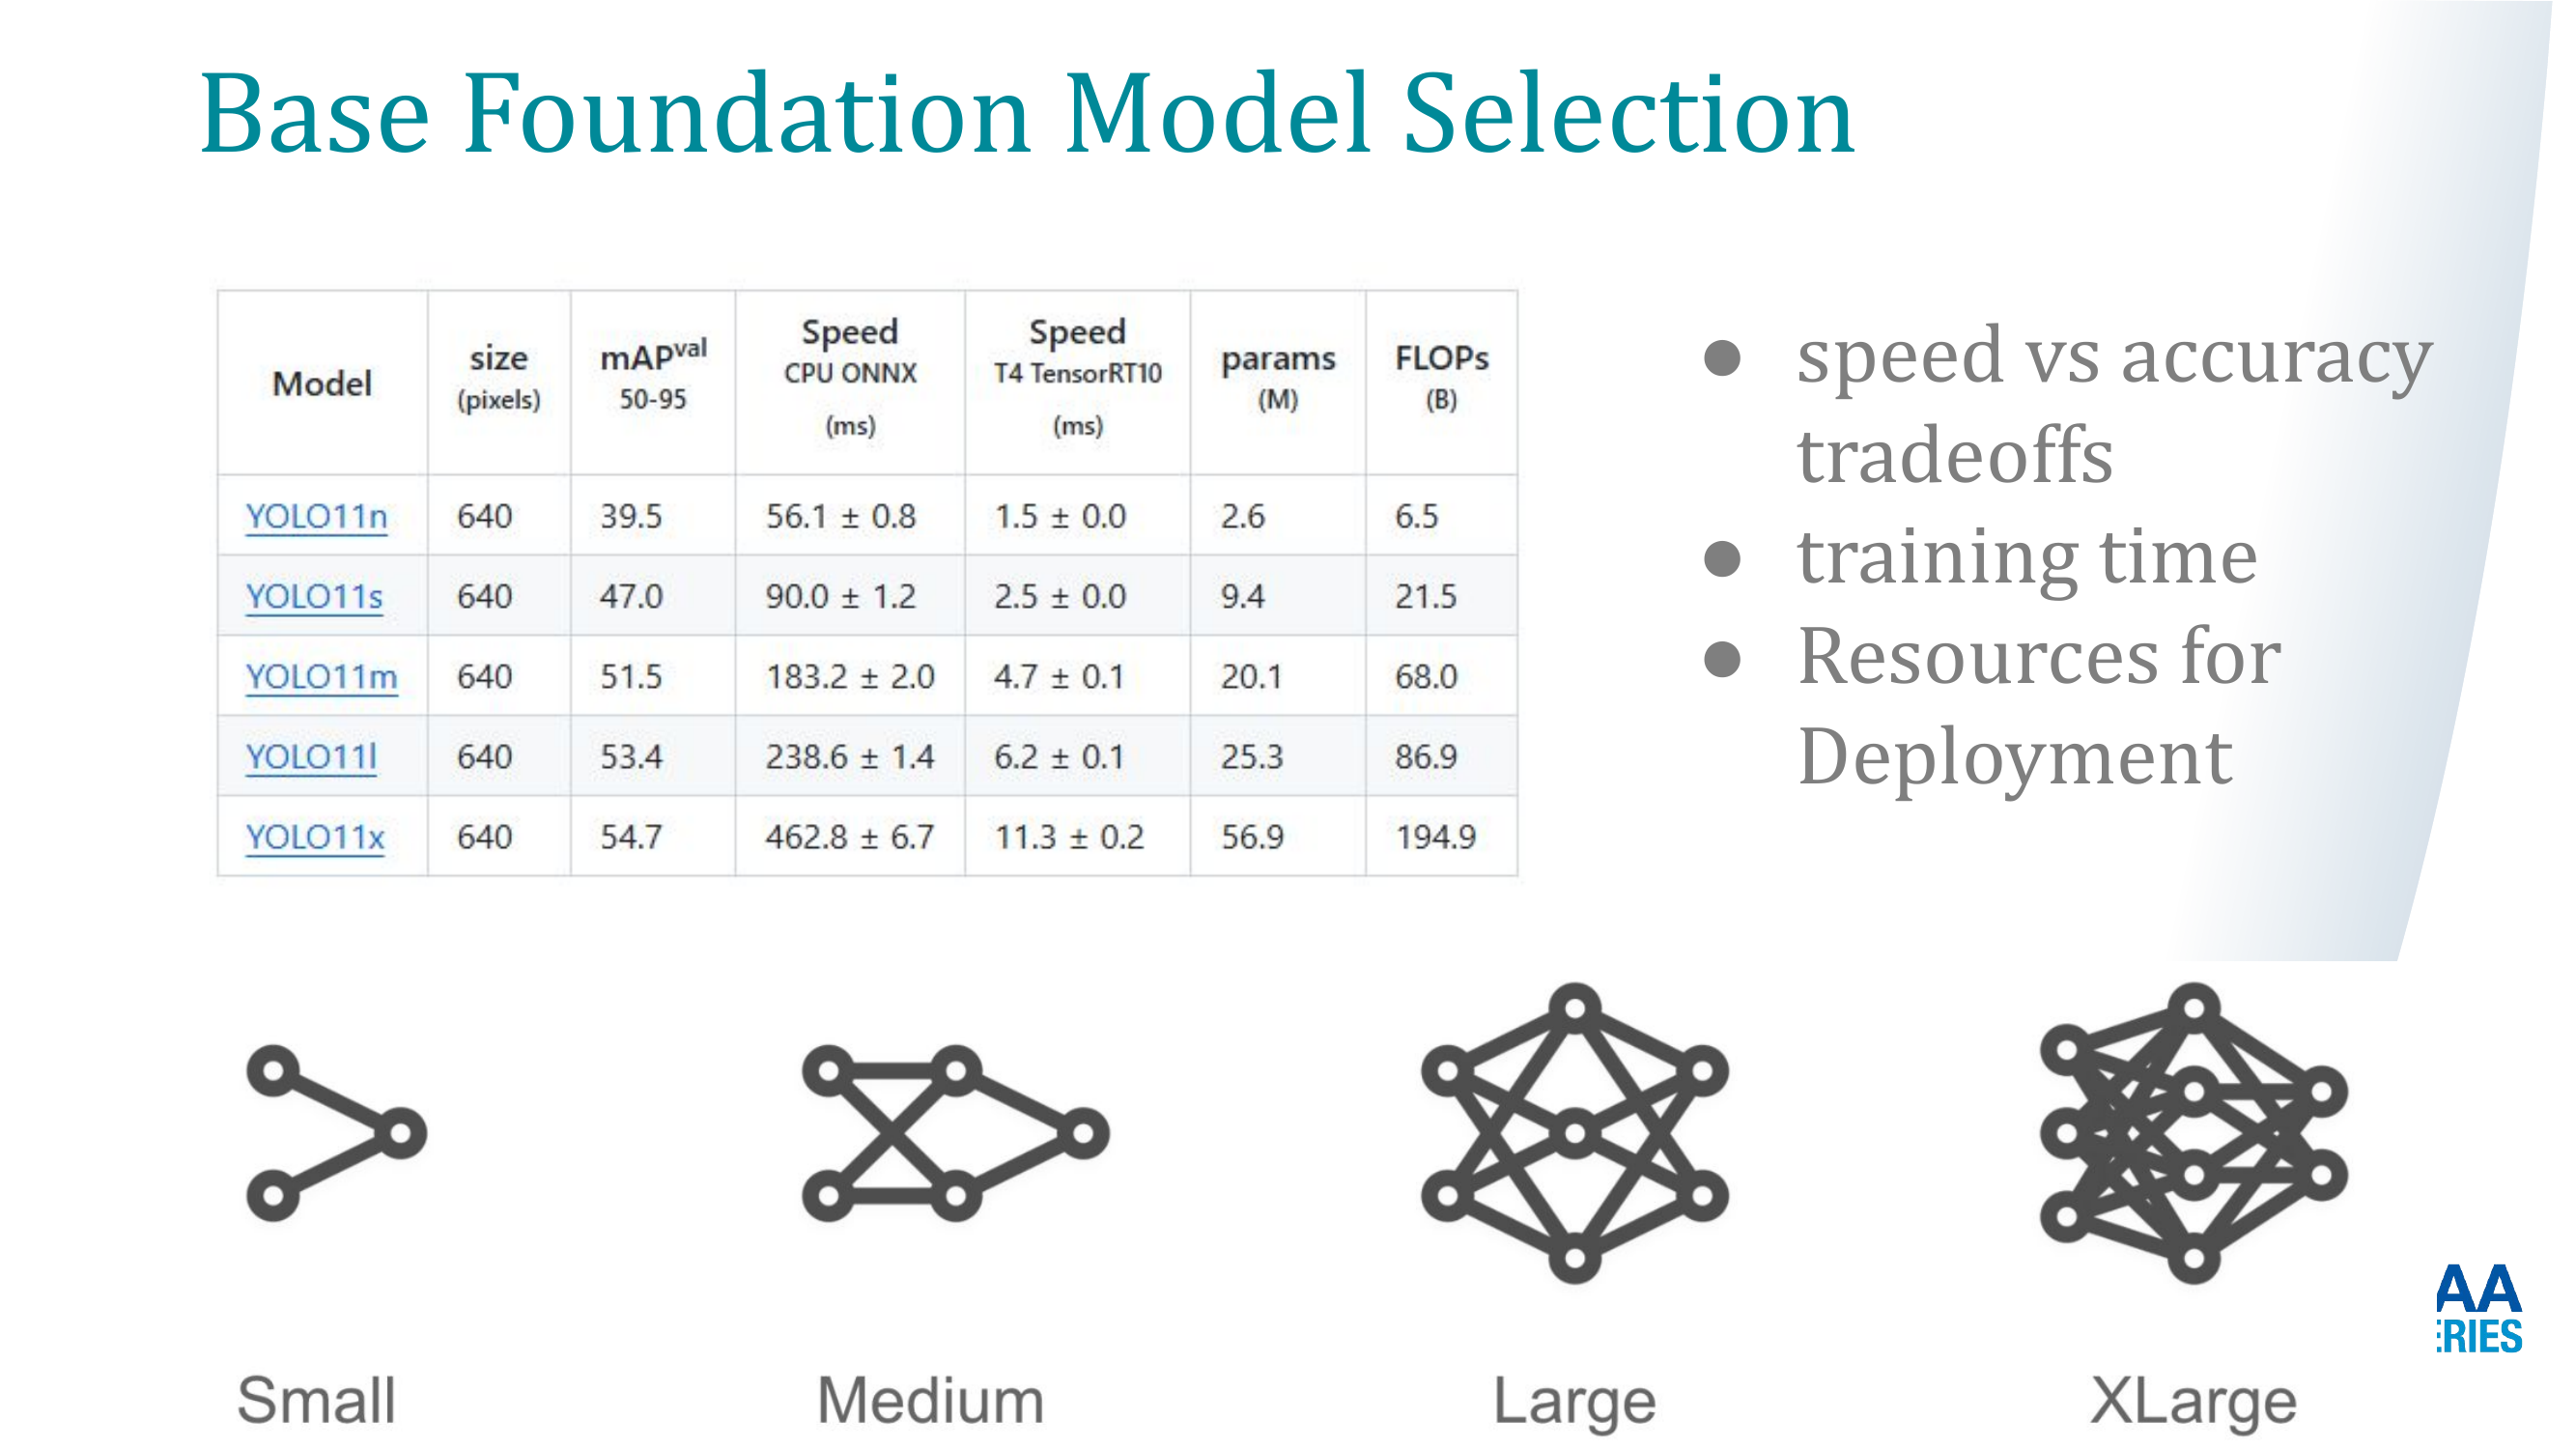 Base Foundation Model Selection
Model size (pixels) mAPval 50-95 Speed CPU ONNX (ms) Speed T4 TensorRT10 (ms) params (M) FLOPs (B)
YOLO11n 640 39.5 56.1 ± 0.8 1.5 ± 0.0 2.6 6.5
YOLO11s 640 47.0 90.0 ± 1.2 2.5 ± 0.0 9.4 21.5
YOLO11m 640 51.5 183.2 ± 2.0 4.7 ± 0.1 20.1 68.0
YOLO11l 640 53.4 238.6 ± 1.4 6.2 ± 0.1 25.3 86.9
YOLO11x 640 54.7 462.8 ± 6.7 11.3 ± 0.2 56.9 194.9
● speed vs accuracy
tradeoffs
● training time
● Resources for
Deployment
Small Medium Large XLarge
AA
ERIES